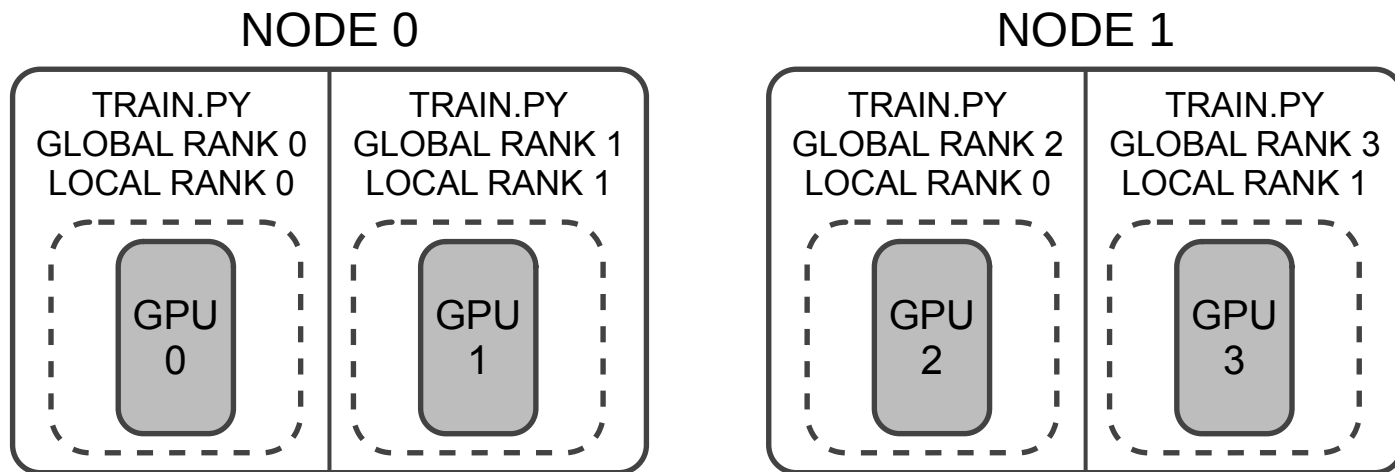 NODE 0
TRAIN.PY
GLOBAL RANK 0
LOCAL RANK 0
GPU
0
TRAIN.PY
GLOBAL RANK 1
LOCAL RANK 1
GPU
1
NODE 1
TRAIN.PY
GLOBAL RANK 2
LOCAL RANK 0
GPU
2
TRAIN.PY
GLOBAL RANK 3
LOCAL RANK 1
GPU
3